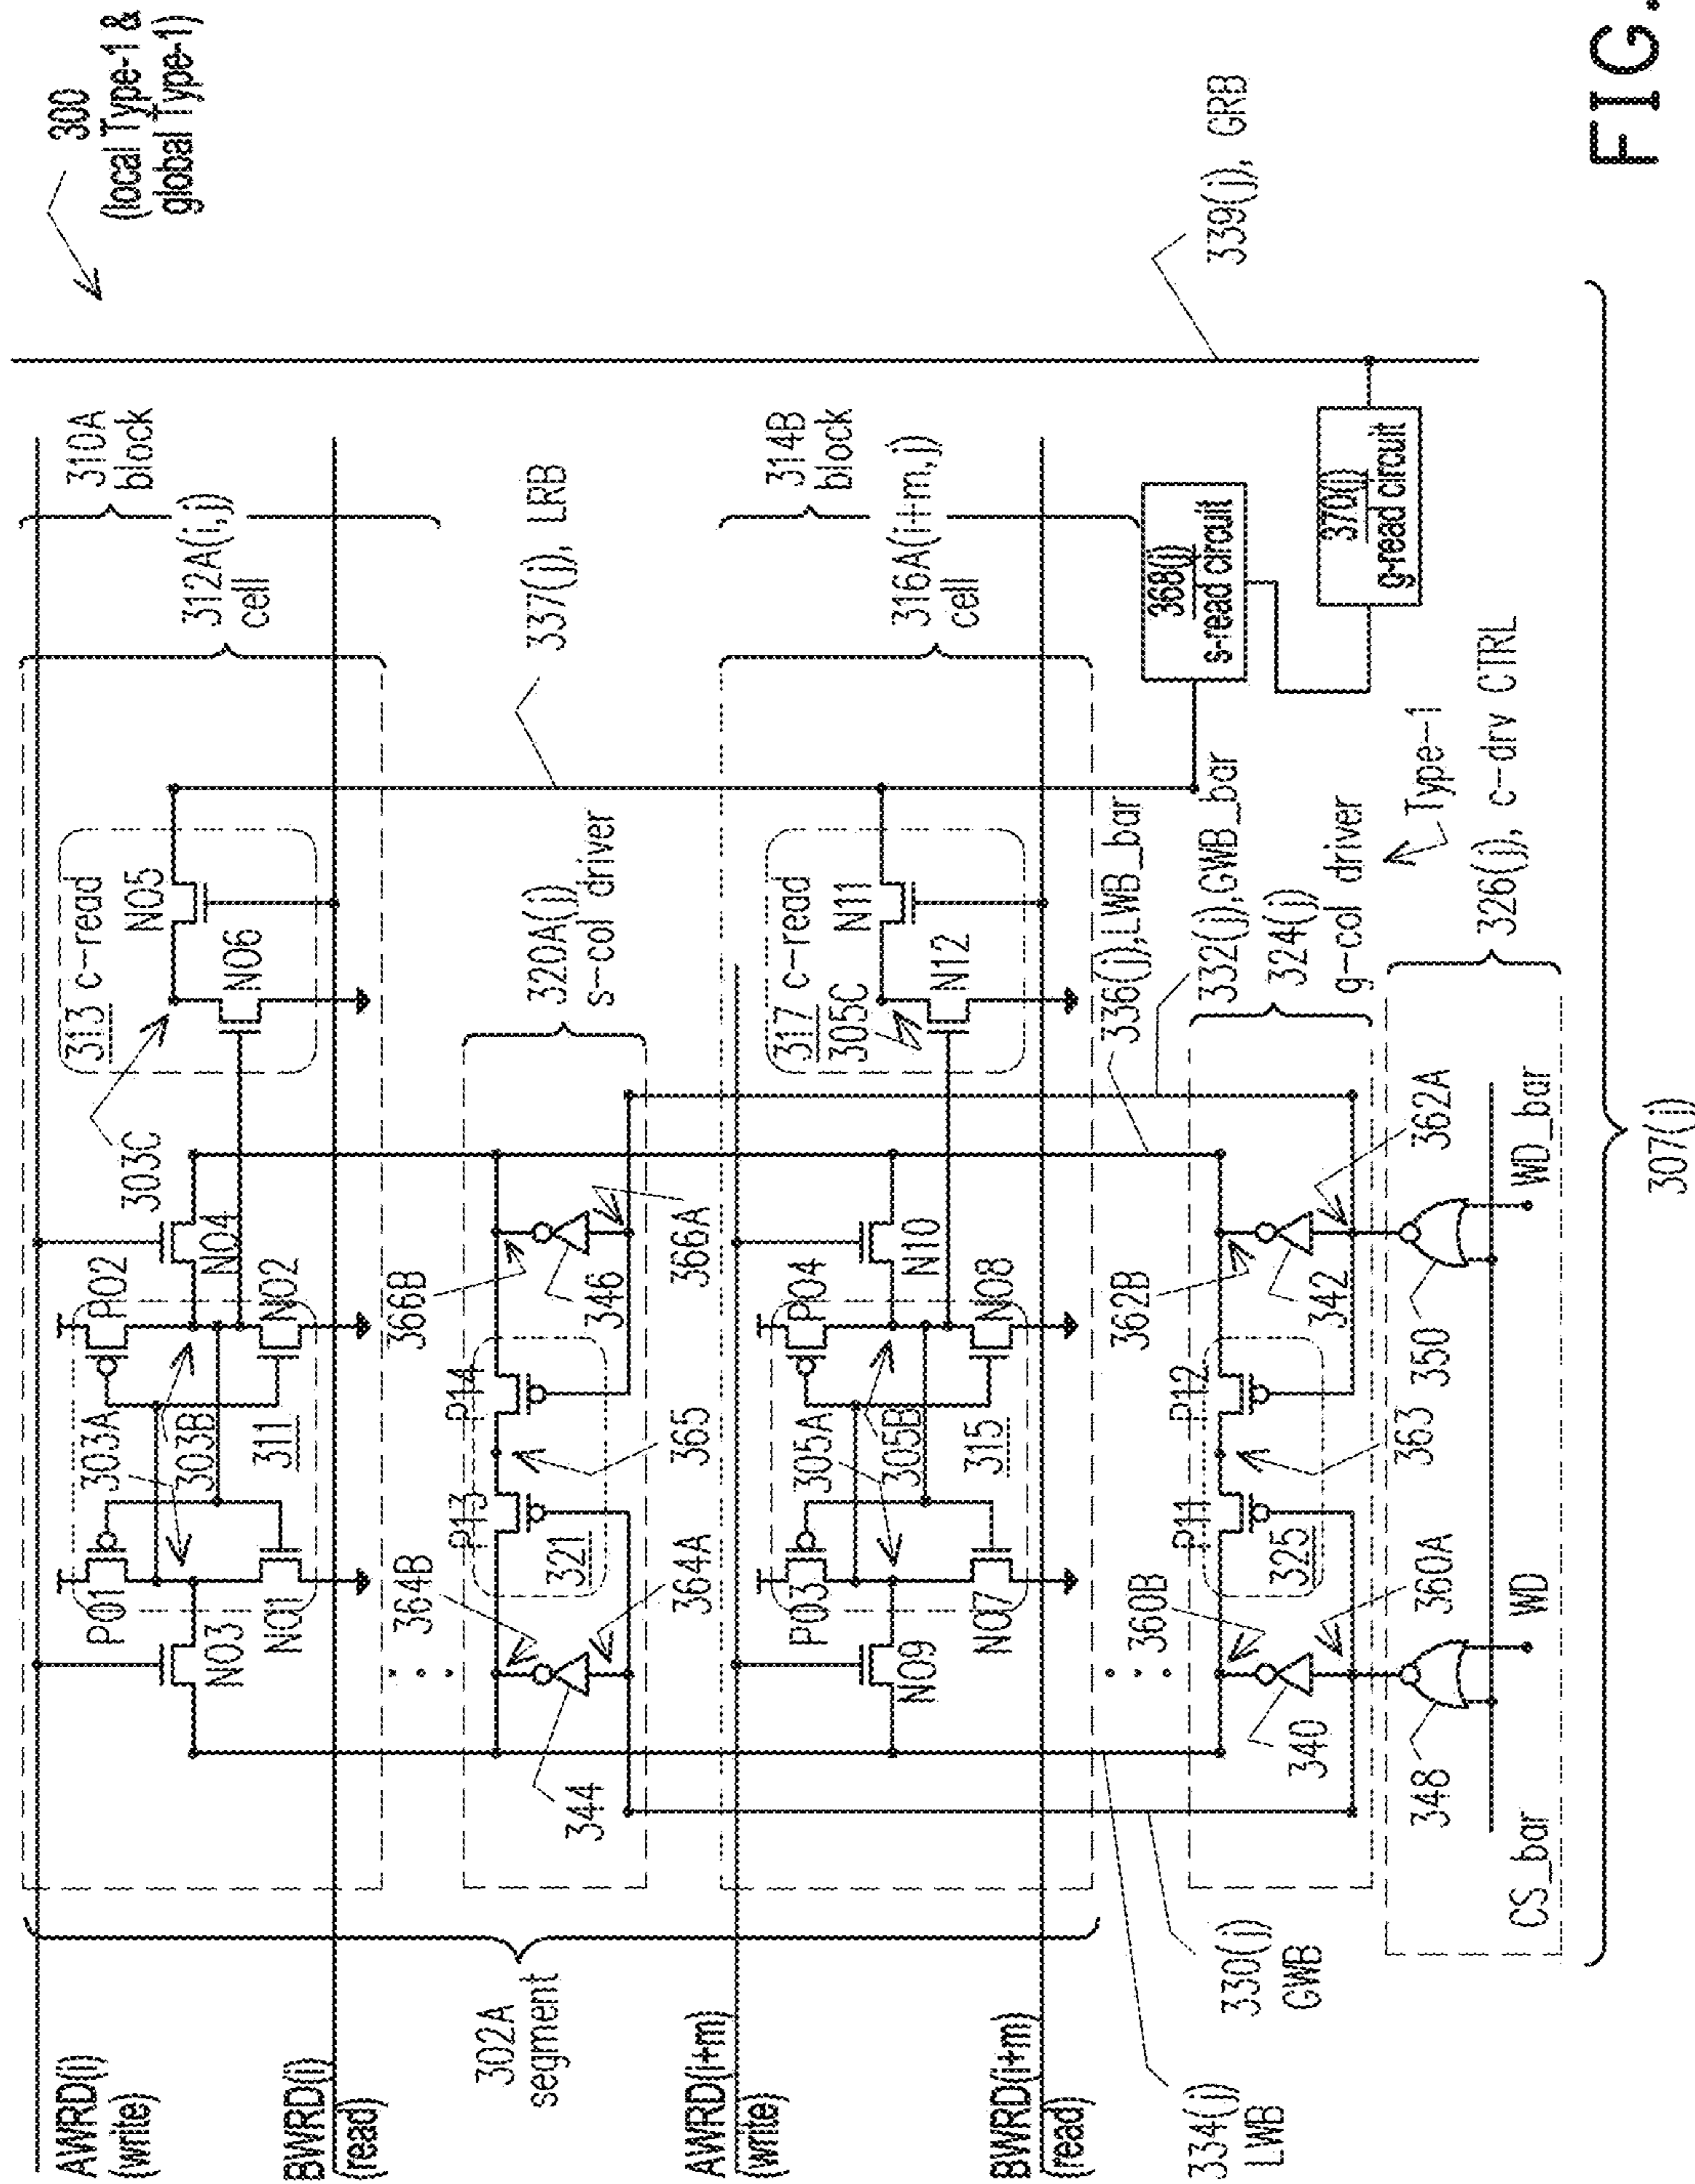 300
(local Type-1 &
global Type-1)
AWRD(i)
(write)
BWRD(i)
(read)
302A
segment
AWRD(i+m)
(write)
BWRD(i+m)
(read)
334(j)
LWB
330(j)
GWB
310A
block
312A(i,j)
cell
313 c-read
N05
N06
303C
N04
P02
N02
303A
303B
311
P01
N01
N03
337(j), LRB
320A(j)
s-col driver
366B
346
366A
P14
P13
365
321
364B
364A
344
314B
block
316A(i+m,j)
cell
317 c-read
305C
N11
N12
N10
P04
N08
305A
305B
315
P03
N07
N09
368(j)
s-read circuit
370(j)
g-read circuit
339(j), GRB
336(j),LWB_bar
332(j),GWB_bar
324(j)
g-col driver
Type-1
326(j), c-drv CTRL
362B
342
362A
P12
P11
363
325
360B
360A
340
350
348
WD_bar
WD
CS_bar
307(j)
FIG.